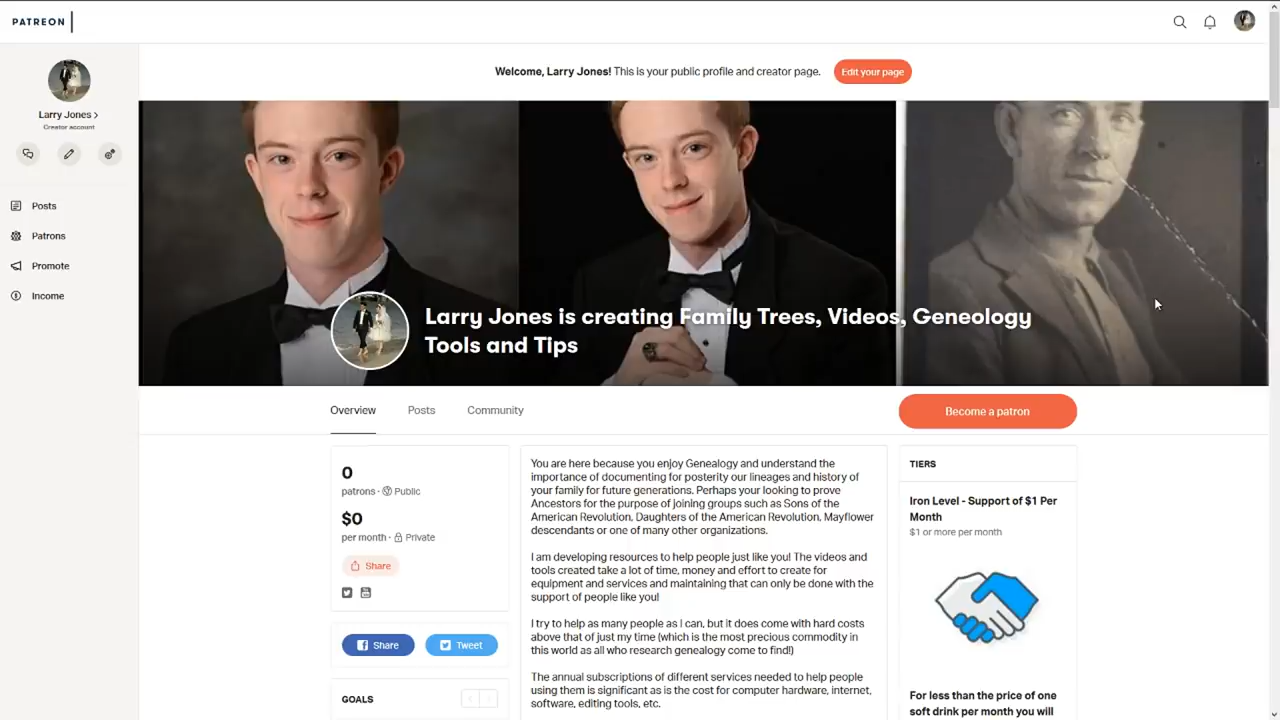 PATREON
Welcome, Larry Jones! This is your public profile and creator page.
Edit your page
Larry Jones
Creator account
Posts
Patrons
Promote
Income
Larry Jones is creating Family Trees, Videos, Geneology
Tools and Tips
Overview
Posts
Community
Become a patron
0
patrons · Public
$0
per month · Private
Share
Share
Tweet
GOALS
You are here because you enjoy Genealogy and understand the
importance of documenting for posterity our lineages and history of
your family for future generations. Perhaps your looking to prove
Ancestors for the purpose of joining groups such as Sons of the
American Revolution, Daughters of the American Revolution, Mayflower
descendants or one of many other organizations.
I am developing resources to help people just like you! The videos and
tools created take a lot of time, money and effort to create for
equipment and services and maintaining that can only be done with the
support of people like you!
I try to help as many people as I can, but it does come with hard costs
above that of just my time (which is the most precious commodity in
this world as all who research genealogy come to find!)
The annual subscriptions of different services needed to help people
using them is significant as is the cost for computer hardware, internet,
software, editing tools, etc.
TIERS
Iron Level - Support of $1 Per
Month
$1 or more per month
For less than the price of one
soft drink per month you will